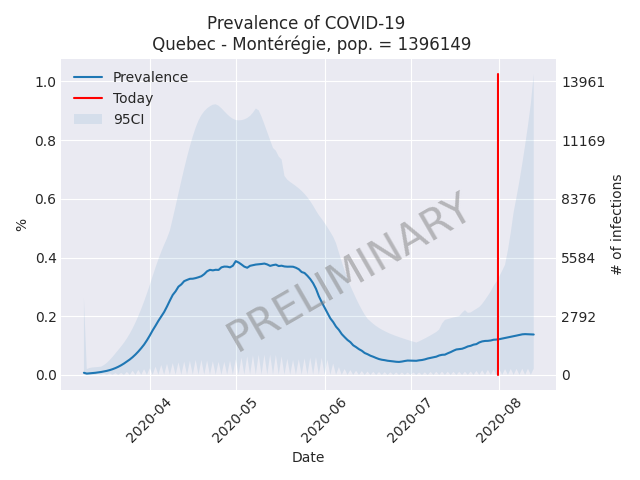 Prevalence of COVID-19
Quebec - Montérégie, pop. = 1396149
Prevalence
Today
95CI
1.0
0.8
0.6
0.4
0.2
0.0
%
13961
11169
8376
5584
2792
0
# of infections
PRELIMINARY
2020-04
2020-05
2020-06
2020-07
2020-08
Date